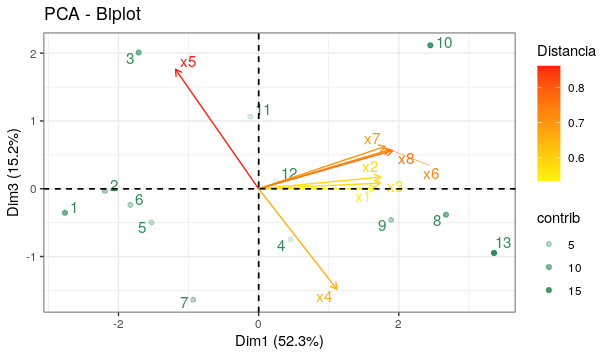 PCA - Biplot
Distancia
0.8
0.7
0.6
contrib
5
10
15
Dim3 (15.2%)
2
1
0
-1
-2
0
2
Dim1 (52.3%)
3
x5
10
11
x7
x8
x6
12
x2
x3
x1
2
1
6
5
4
9
8
13
7
x4